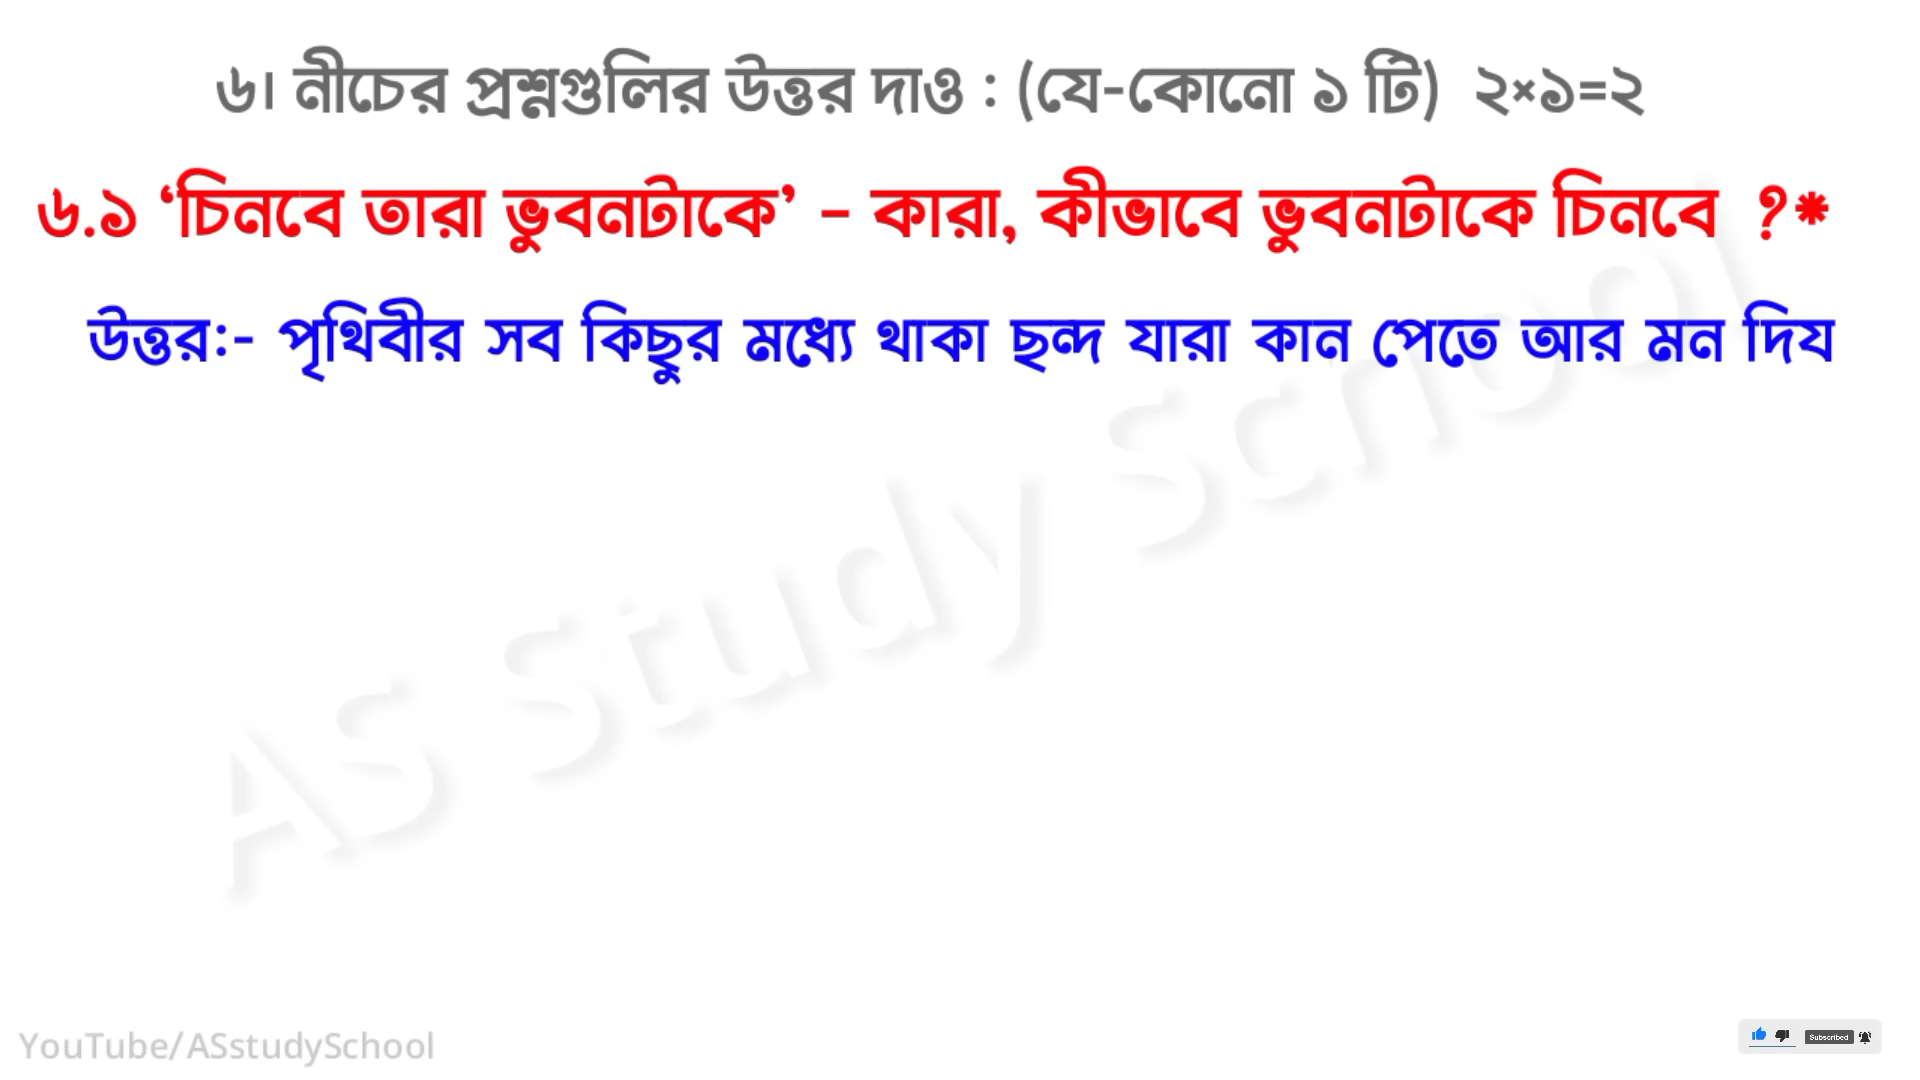 ৬। নীচের প্রশ্নগুলির উত্তর দাও : (যে-কোনো ১ টি) ২×১=২
৬.১ ‘চিনবে তারা ভুবনটাকে’ – কারা, কীভাবে ভুবনটাকে চিনবে ?*
উত্তর:- পৃথিবীর সব কিছুর মধ্যে থাকা ছন্দ যারা কান পেতে আর মন দিয
AS Study School
YouTube/ASstudySchool
Subscribed